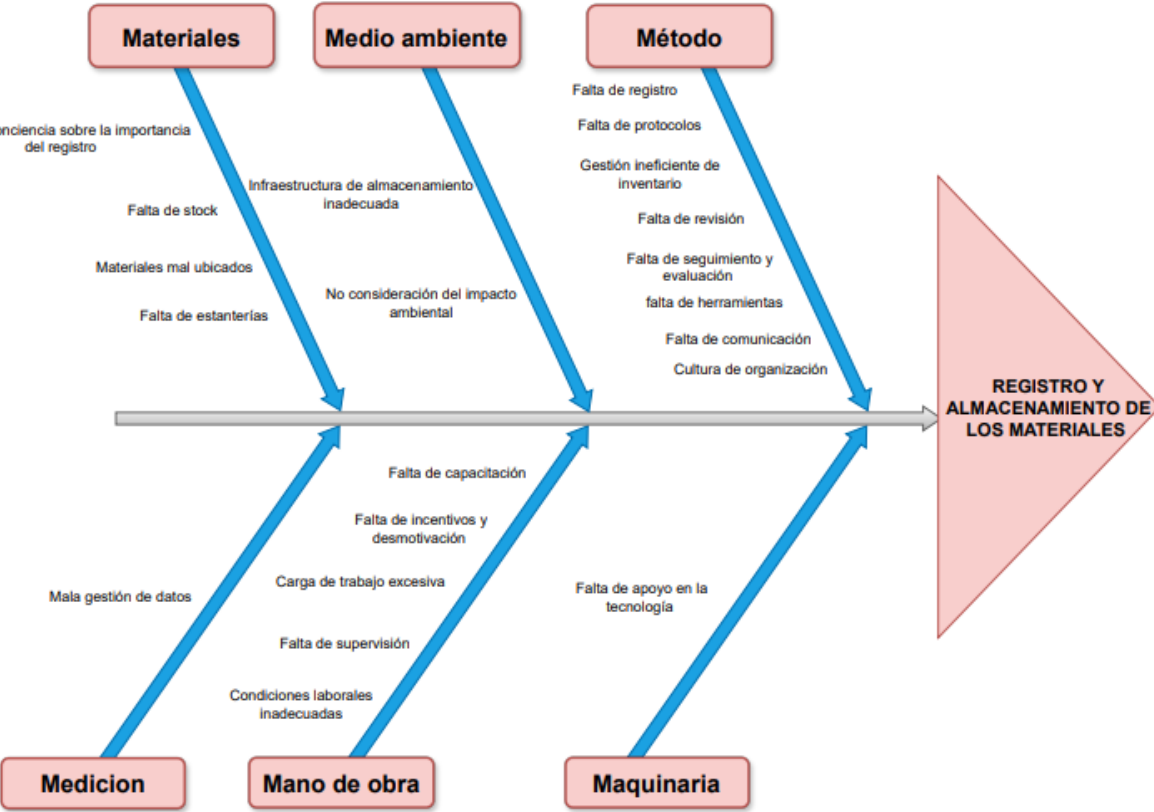 Materiales
Medio ambiente
Método
onciencia sobre la importancia
del registro
Falta de stock
Materiales mal ubicados
Falta de estanterías
Infraestructura de almacenamiento
inadecuada
No consideración del impacto
ambiental
Falta de registro
Falta de protocolos
Gestión ineficiente de
inventario
Falta de revisión
Falta de seguimiento y
evaluación
falta de herramientas
Falta de comunicación
Cultura de organización
REGISTRO Y
ALMACENAMIENTO DE
LOS MATERIALES
Mala gestión de datos
Falta de capacitación
Falta de incentivos y
desmotivación
Carga de trabajo excesiva
Falta de supervisión
Condiciones laborales
inadecuadas
Falta de apoyo en la
tecnología
Medicion
Mano de obra
Maquinaria